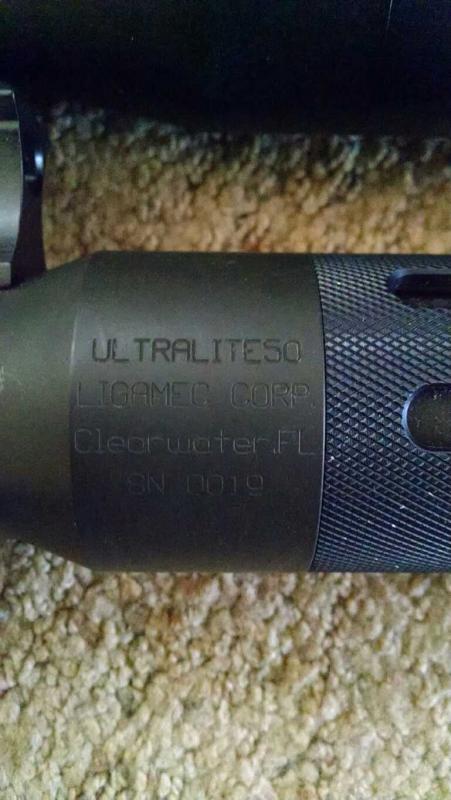 ULTRALITE50
LIGAMEC CORP.
Clearwater,FL
SN 0019